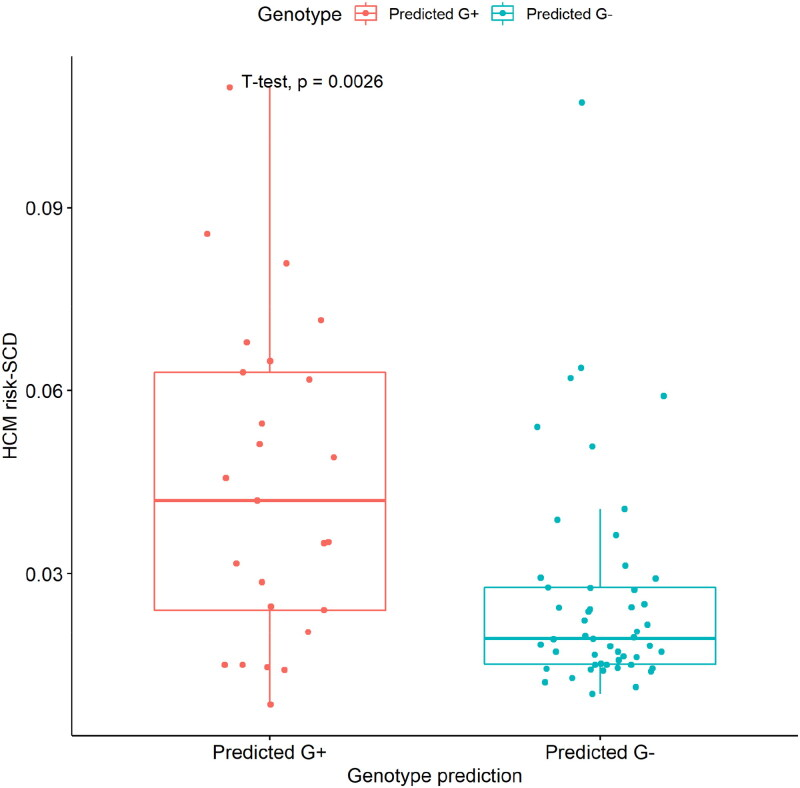 Genotype Predicted G+ Predicted G-
T-test, p = 0.0026
0.09
0.06
0.03
HCM risk-SCD
Predicted G+ Predicted G-
Genotype prediction